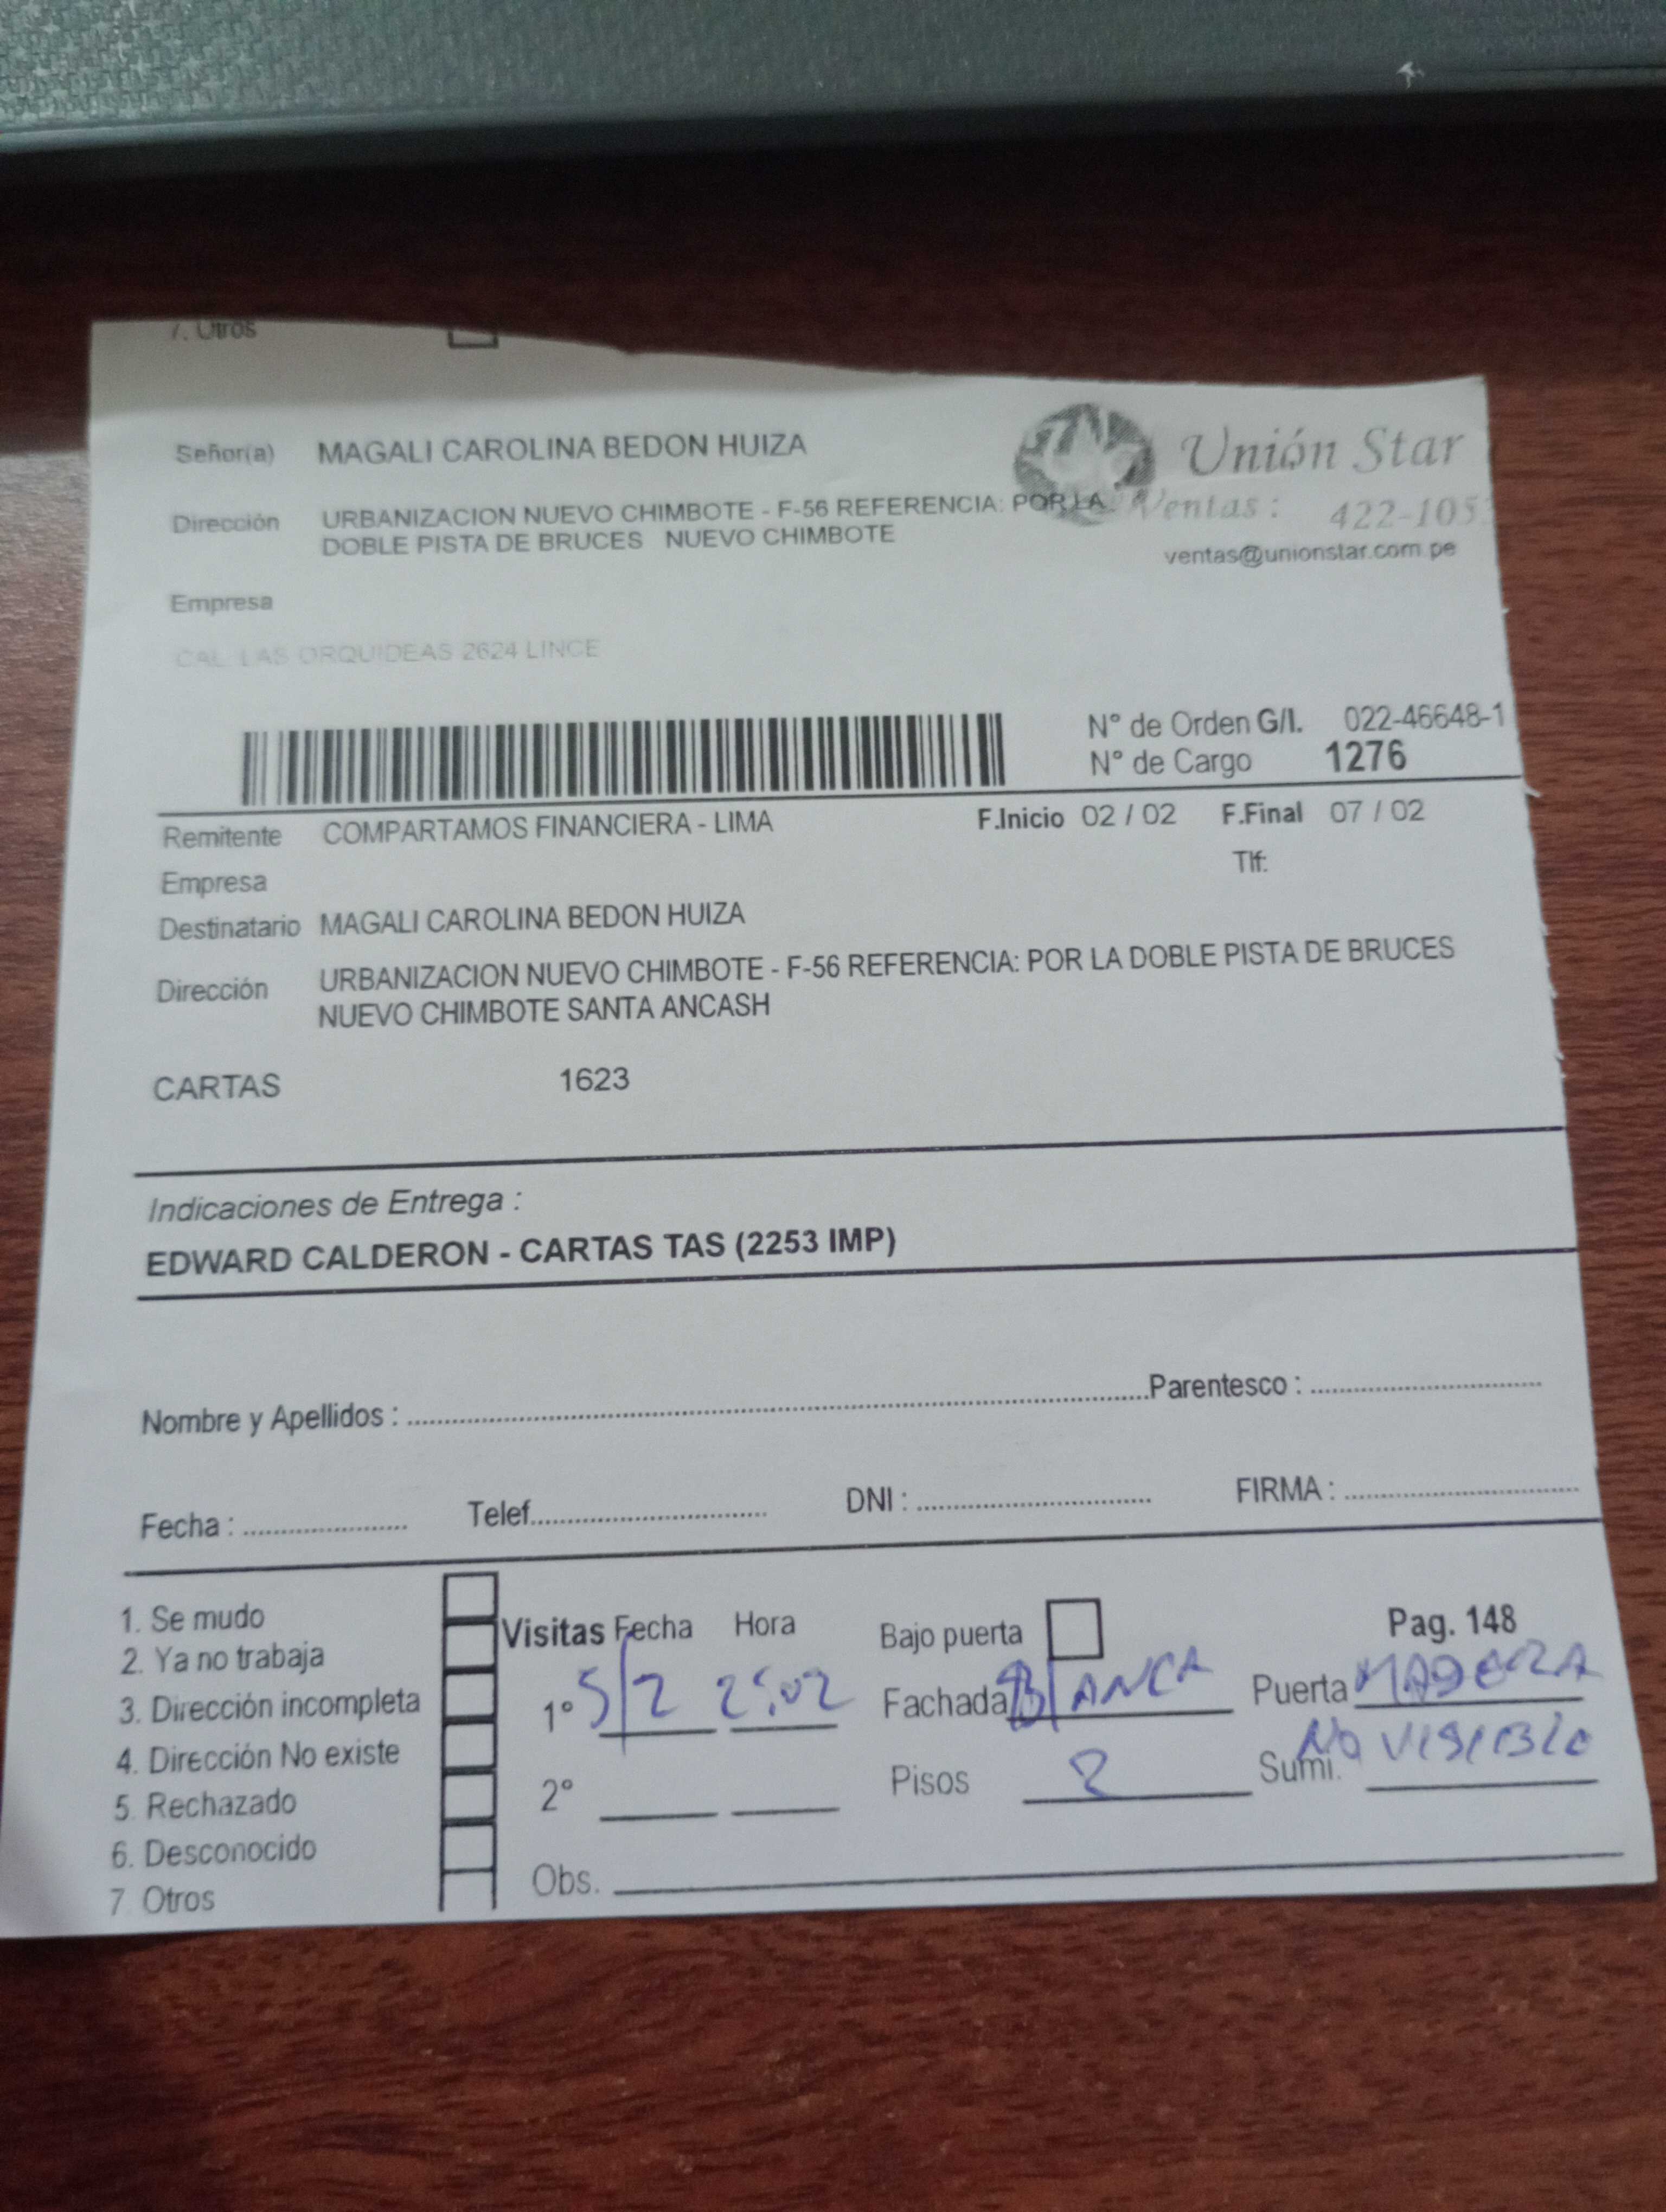 7. Otros
Señor(a) MAGALI CAROLINA BEDON HUIZA
Unión Star
Dirección URBANIZACION NUEVO CHIMBOTE - F-56 REFERENCIA: POR LA
DOBLE PISTA DE BRUCES NUEVO CHIMBOTE
Ventas : 422-105
ventas@unionstar.com.pe
Empresa
CAL LAS ORQUIDEAS 2624 LINCE
N° de Orden G/I. 022-46648-1
N° de Cargo 1276
Remitente COMPARTAMOS FINANCIERA - LIMA F.Inicio 02 / 02 F.Final 07 / 02
Empresa Tlf:
Destinatario MAGALI CAROLINA BEDON HUIZA
Dirección URBANIZACION NUEVO CHIMBOTE - F-56 REFERENCIA: POR LA DOBLE PISTA DE BRUCES
NUEVO CHIMBOTE SANTA ANCASH
CARTAS 1623
Indicaciones de Entrega :
EDWARD CALDERON - CARTAS TAS (2253 IMP)
Nombre y Apellidos : Parentesco :
Fecha : Telef. DNI : FIRMA :
1. Se mudo
2. Ya no trabaja
3. Dirección incompleta
4. Dirección No existe
5. Rechazado
6. Desconocido
7. Otros
Visitas Fecha Hora Bajo puerta Pag. 148
1° 5/2 Fachada BLANCA Puerta MADERA
2° Pisos 2 Sumi. NO VISIBLE
Obs.